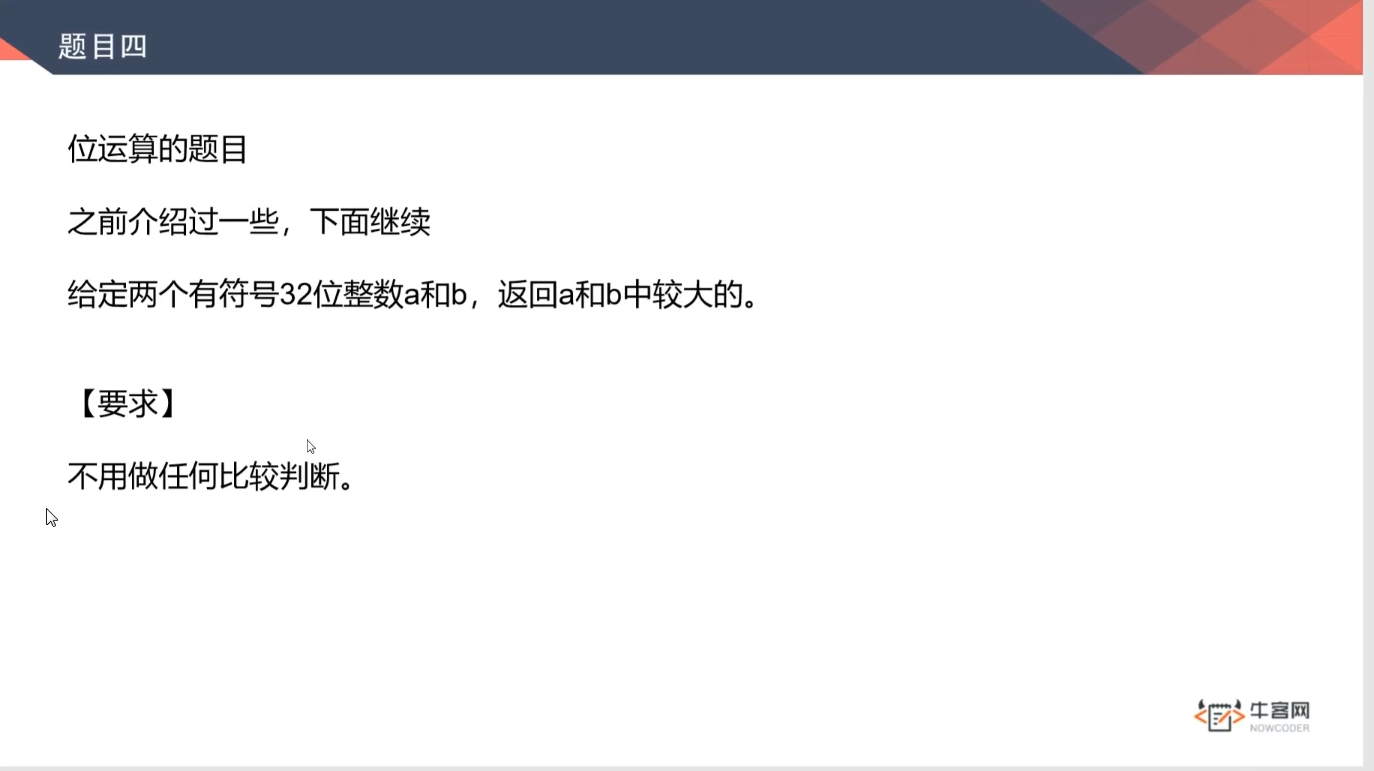 题目四
位运算的题目
之前介绍过一些，下面继续
给定两个有符号32位整数a和b，返回a和b中较大的。
【要求】
不用做任何比较判断。
牛客网
NOWCODER